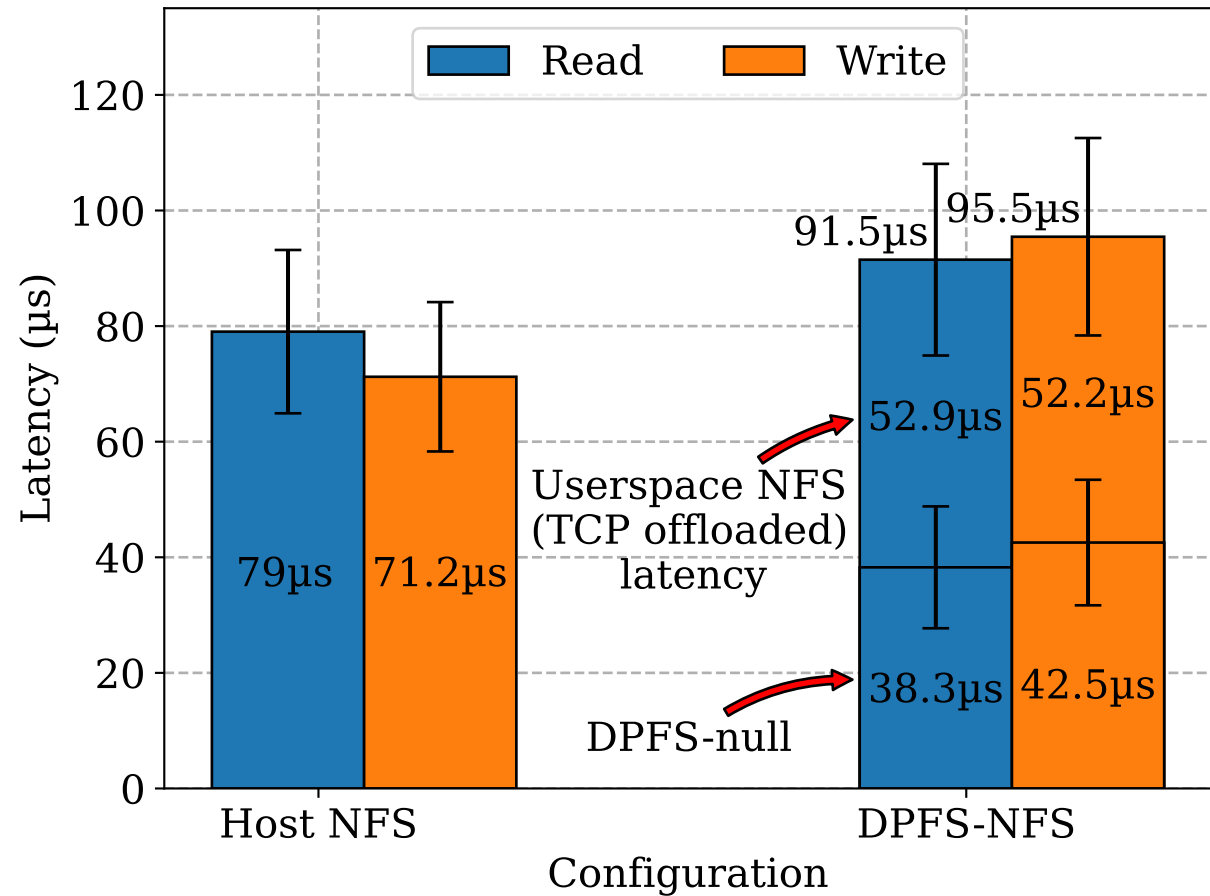 Read
Write
120
100
80
60
40
20
0
Latency (µs)
91.5µs
95.5µs
52.9µs
52.2µs
79µs
71.2µs
Userspace NFS
(TCP offloaded)
latency
38.3µs
42.5µs
DPFS-null
Host NFS
DPFS-NFS
Configuration